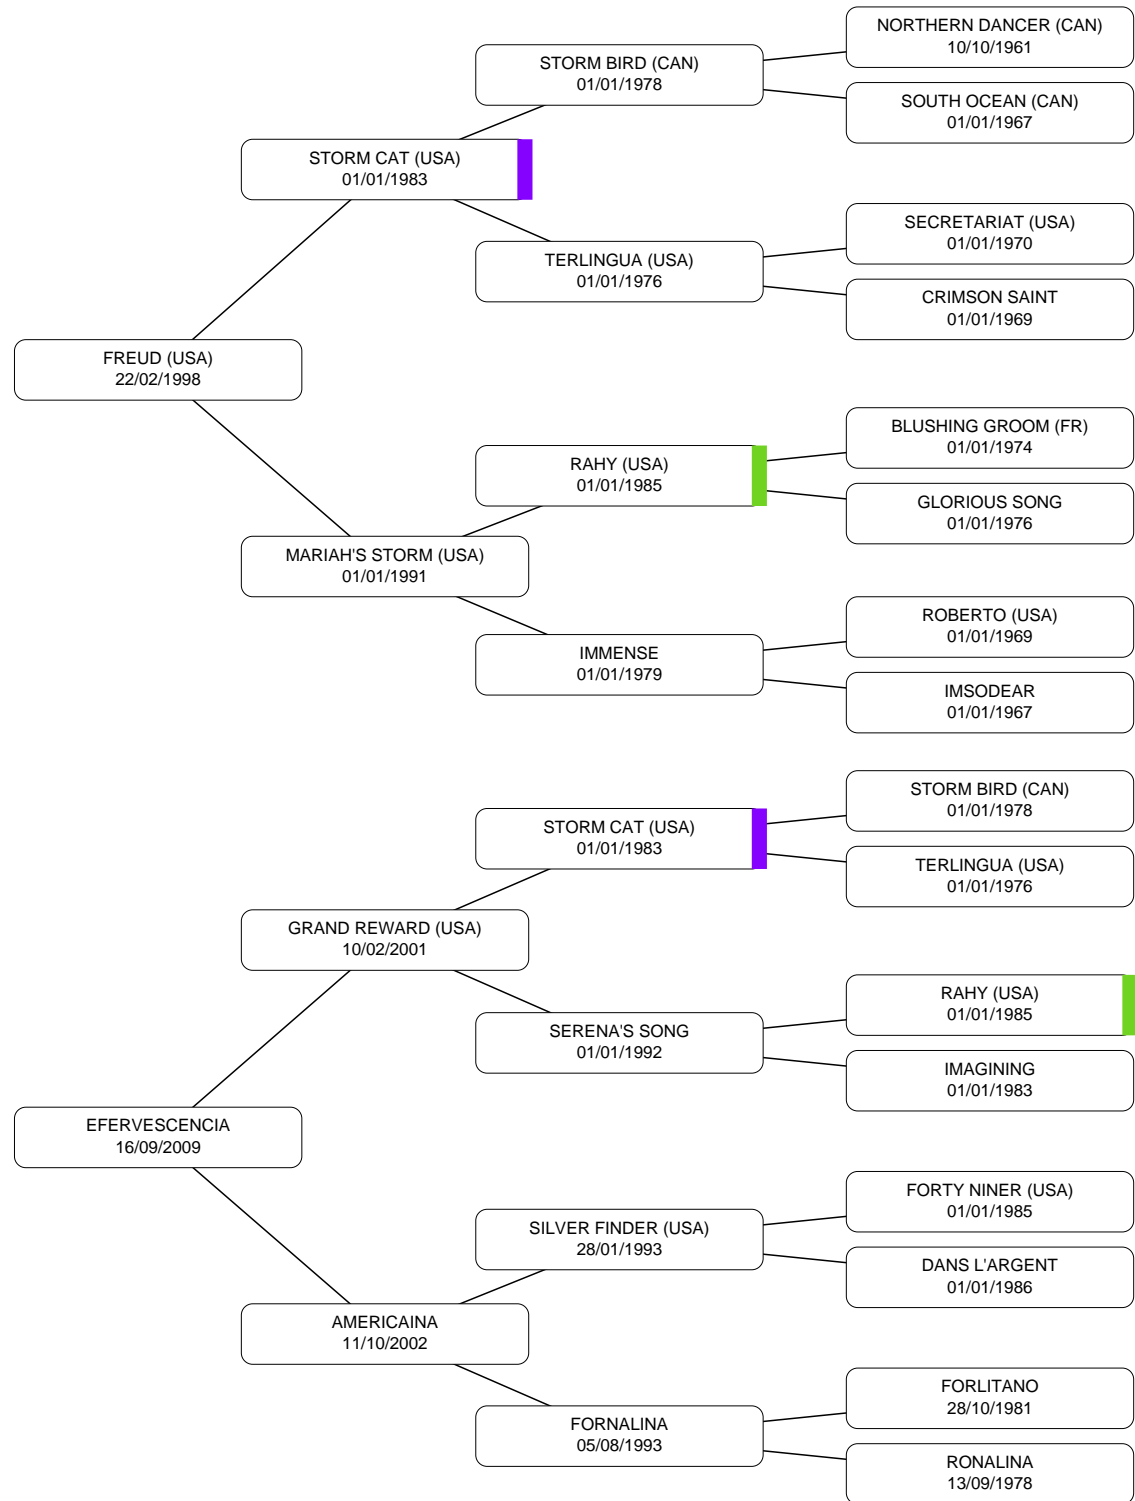 NORTHERN DANCER (CAN)
10/10/1961
STORM BIRD (CAN)
01/01/1978
SOUTH OCEAN (CAN)
01/01/1967
STORM CAT (USA)
01/01/1983
SECRETARIAT (USA)
01/01/1970
TERLINGUA (USA)
01/01/1976
CRIMSON SAINT
01/01/1969
FREUD (USA)
22/02/1998
BLUSHING GROOM (FR)
01/01/1974
RAHY (USA)
01/01/1985
GLORIOUS SONG
01/01/1976
MARIAH'S STORM (USA)
01/01/1991
ROBERTO (USA)
01/01/1969
IMMENSE
01/01/1979
IMSODEAR
01/01/1967
STORM BIRD (CAN)
01/01/1978
STORM CAT (USA)
01/01/1983
TERLINGUA (USA)
01/01/1976
GRAND REWARD (USA)
10/02/2001
RAHY (USA)
01/01/1985
SERENA'S SONG
01/01/1992
IMAGINING
01/01/1983
EFERVESCENCIA
16/09/2009
FORTY NINER (USA)
01/01/1985
SILVER FINDER (USA)
28/01/1993
DANS L'ARGENT
01/01/1986
AMERICAINA
11/10/2002
FORLITANO
28/10/1981
FORNALINA
05/08/1993
RONALINA
13/09/1978